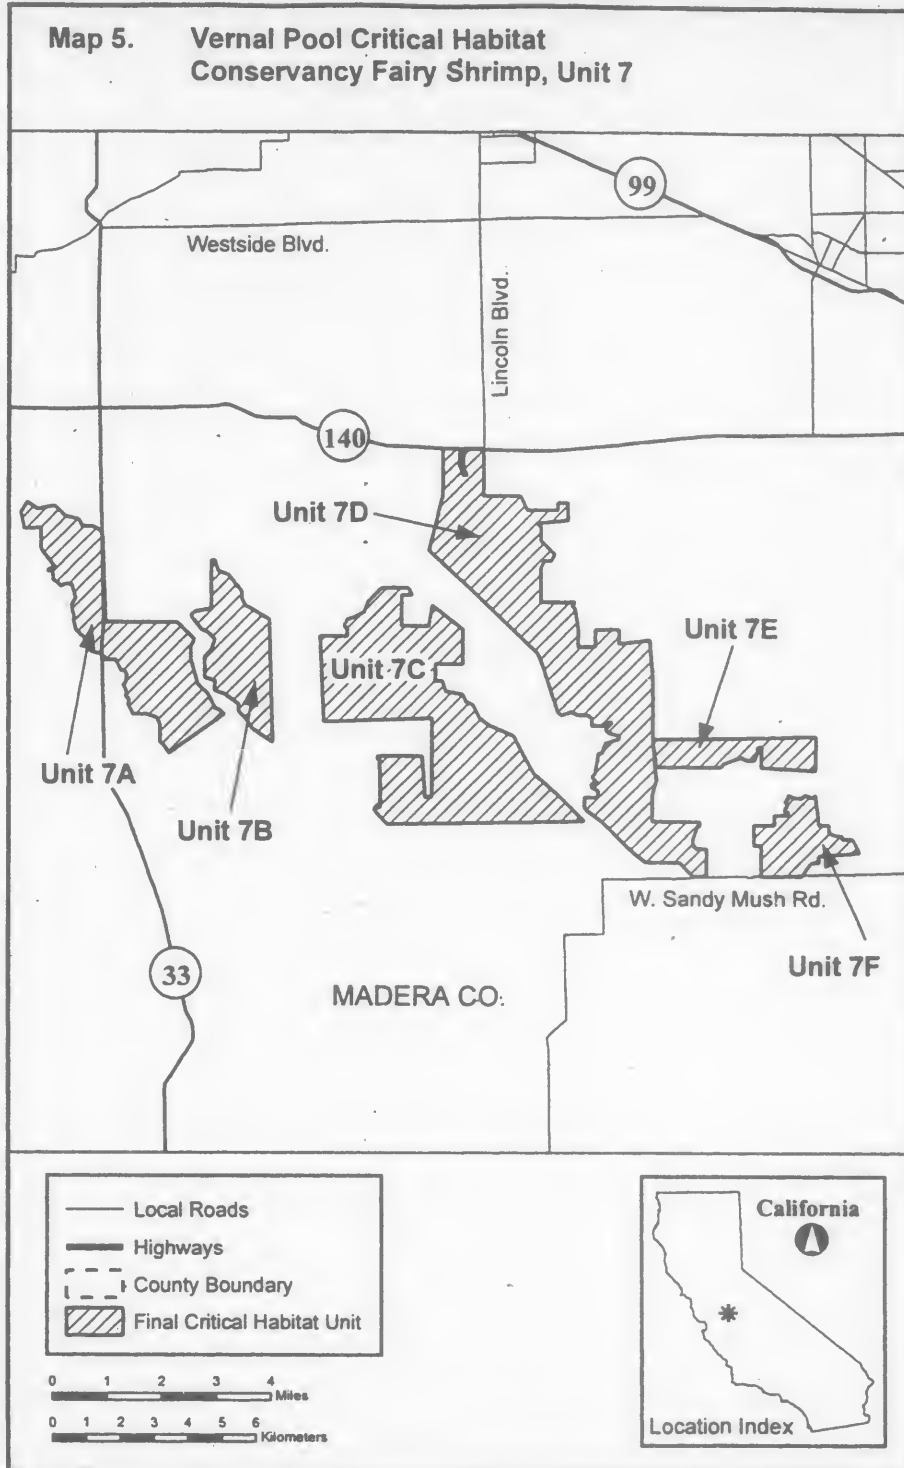 Map 5. Vernal Pool Critical Habitat
Conservancy Fairy Shrimp, Unit 7
99
Westside Blvd.
Lincoln Blvd.
140
Unit 7D
Unit 7E
Unit 7C
Unit 7A
Unit 7B
W. Sandy Mush Rd.
Unit 7F
33
MADERA CO.
Local Roads
Highways
County Boundary
Final Critical Habitat Unit
0 1 2 3 4
Miles
0 1 2 3 4 5 6
Kilometers
California
Location Index